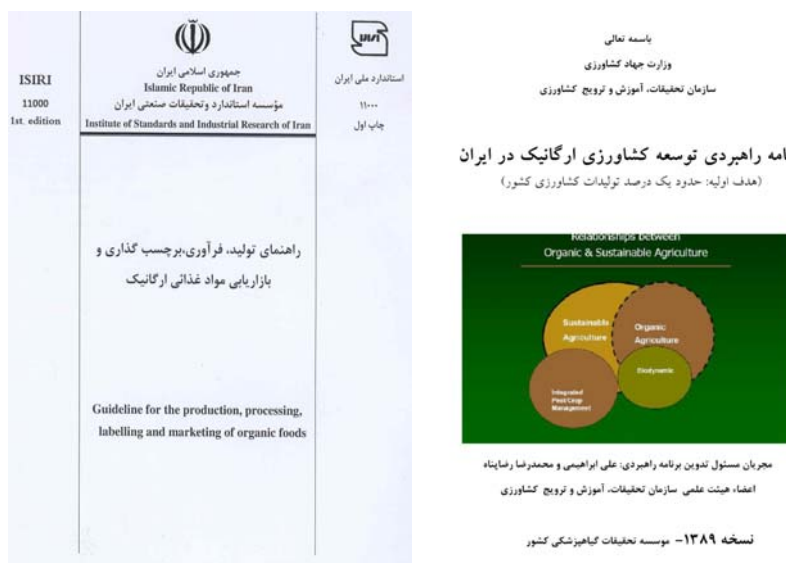 ISIRI
11000
1st. edition
جمهوری اسلامی ایران
Islamic Republic of Iran
مؤسسه استاندارد وتحقیقات صنعتی ایران
Institute of Standards and Industrial Research of Iran
استاندارد ملی ایران
۱۱۰۰۰
چاپ اول
راهنمای تولید، فرآوری،برچسب گذاری و
بازاریابی مواد غذائی ارگانیک
Guideline for the production, processing,
labelling and marketing of organic foods
باسمه تعالی
وزارت جهاد کشاورزی
سازمان تحقیقات، آموزش و ترویج کشاورزی
امه راهبردی توسعه کشاورزی ارگانیک در ایران
(هدف اولیه: حدود یک درصد تولیدات کشاورزی کشور)
Relationships between
Organic & Sustainable Agriculture
Sustainable
Agriculture
Organic
Agriculture
Biodynamic
Integrated
Pest/Crop
Management
مجریان مسئول تدوین برنامه راهبردی: علی ابراهیمی و محمدرضا رضاپناه
اعضاء هیئت علمی سازمان تحقیقات، آموزش و ترویج کشاورزی
نسخه ۱۳۸۹- موسسه تحقیقات گیاهپزشکی کشور